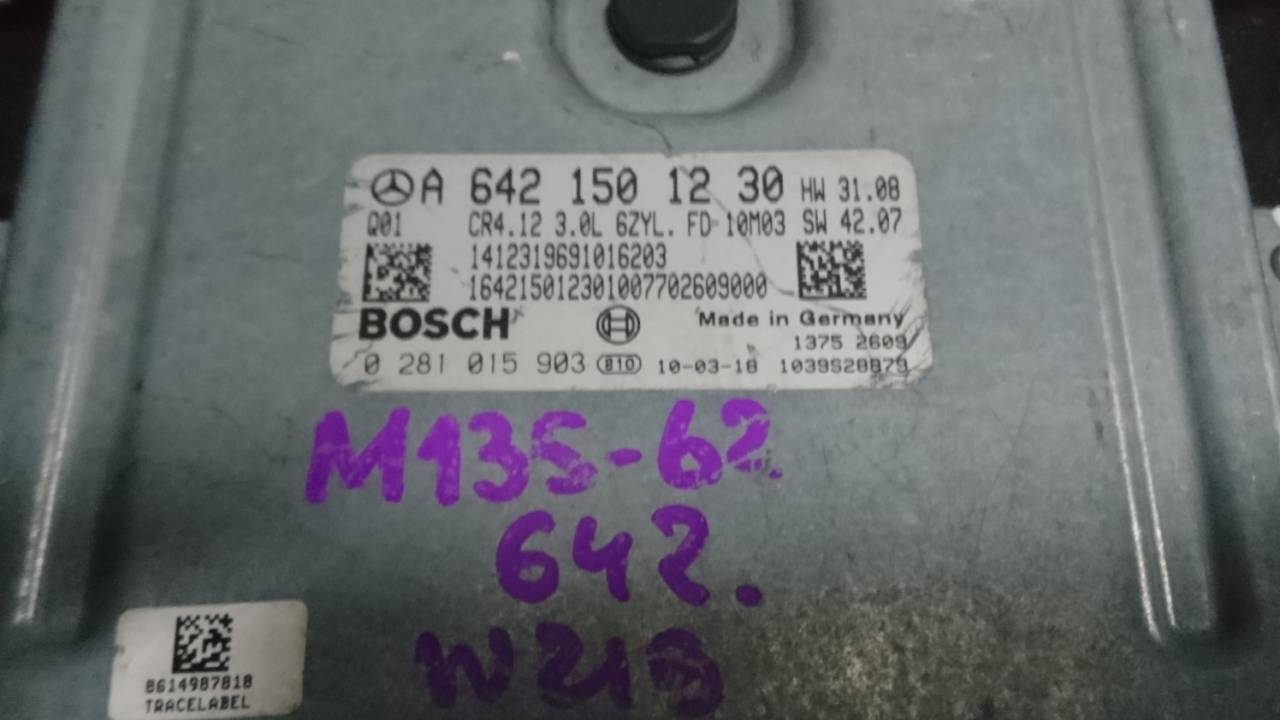 A 642 150 12 30 HW 31.08
Q01 CR4.12 3.0L 6ZYL. FD 10M03 SW 42.07
1412319691016203
164215012301007702609000
BOSCH Made in Germany
1375 2609
0 281 015 903 810 10-03-18 1039S28879
M135-62.
642.
W213
8614987818
TRACELABEL